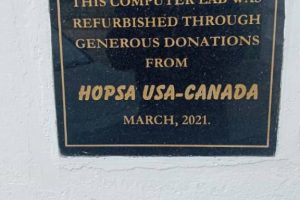 THIS COMPUTER LAB WAS
REFURBISHED THROUGH
GENEROUS DONATIONS
FROM
HOPSA USA-CANADA
MARCH, 2021.